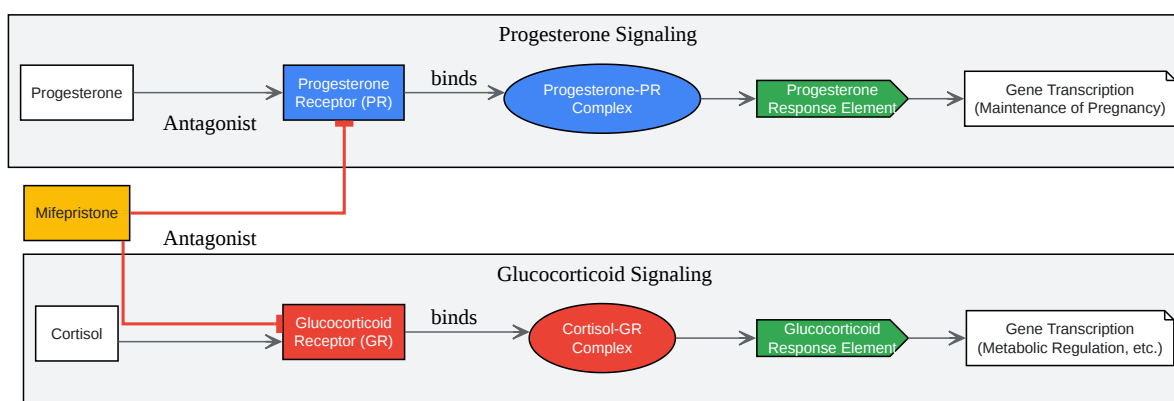 Progesterone Signaling
Progesterone
Progesterone
Receptor (PR)
binds
Progesterone-PR
Complex
Progesterone
Response Element
Gene Transcription
(Maintenance of Pregnancy)
Antagonist
Mifepristone
Antagonist
Glucocorticoid Signaling
Cortisol
Glucocorticoid
Receptor (GR)
binds
Cortisol-GR
Complex
Glucocorticoid
Response Element
Gene Transcription
(Metabolic Regulation, etc.)